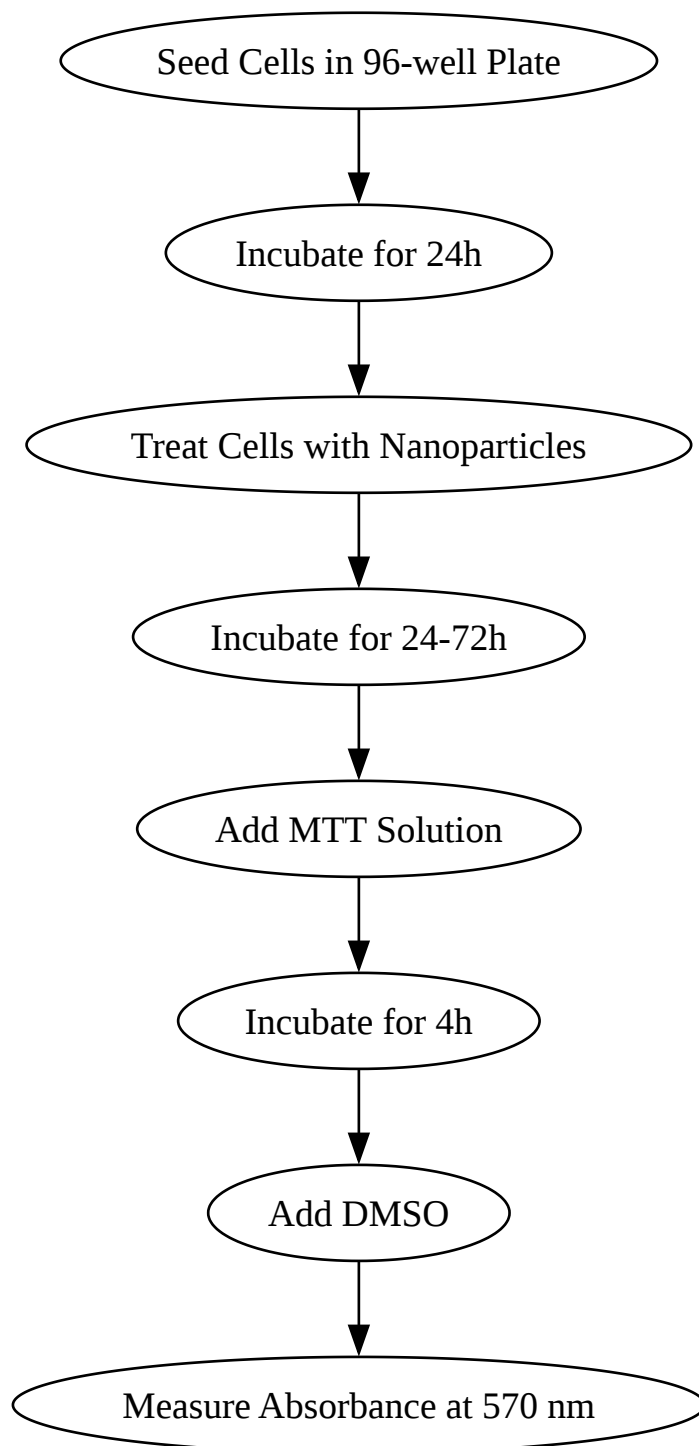 Seed Cells in 96-well Plate
Incubate for 24h
Treat Cells with Nanoparticles
Incubate for 24-72h
Add MTT Solution
Incubate for 4h
Add DMSO
Measure Absorbance at 570 nm